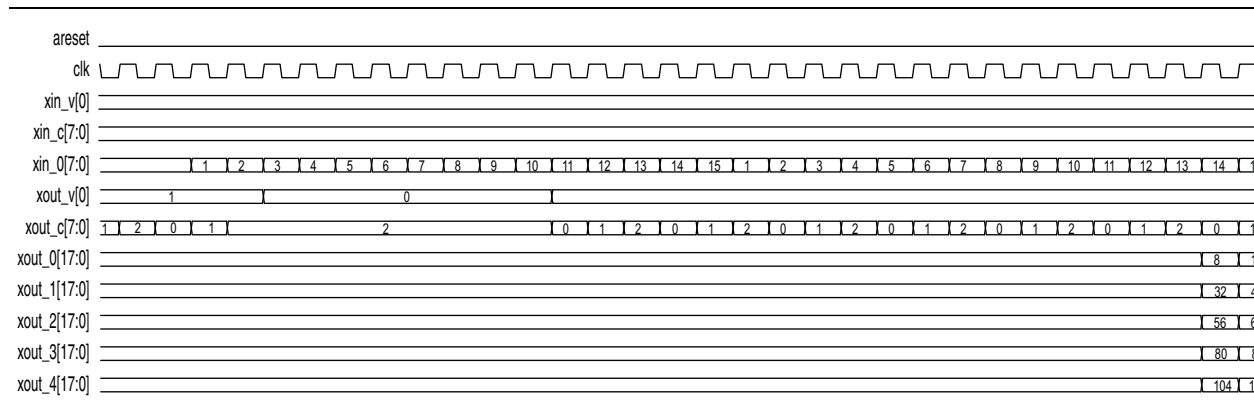 areset
clk
xin_v[0]
xin_c[7:0]
xin_0[7:0] 1 2 3 4 5 6 7 8 9 10 11 12 13 14 15 1 2 3 4 5 6 7 8 9 10 11 12 13 14
xout_v[0] 1 0
xout_c[7:0] 1 2 0 1 2 0 1 2 0 1 2 0 1 2 0 1 2 0 1 2 0 1 2 0 1
xout_0[17:0] 8
xout_1[17:0] 32
xout_2[17:0] 56
xout_3[17:0] 80
xout_4[17:0] 104